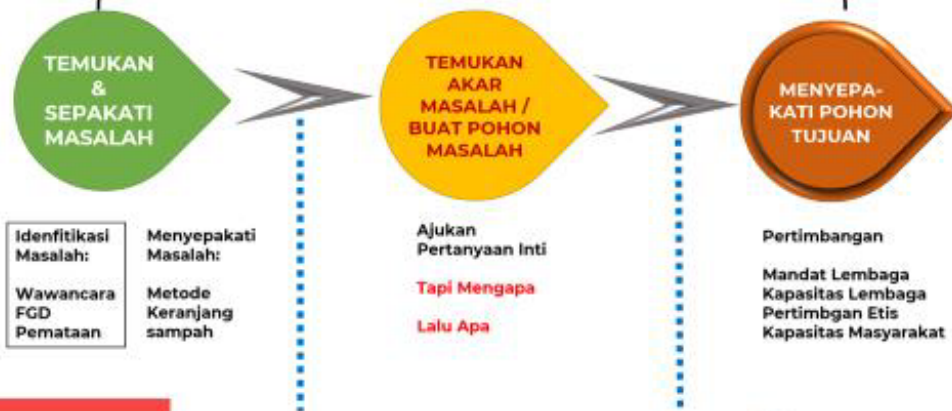 TEMUKAN
&
SEPAKATI
MASALAH
TEMUKAN
AKAR
MASALAH /
BUAT POHON
MASALAH
MENYEPA-
KATI POHON
TUJUAN
Idenfitikasi
Masalah:
Wawancara
FGD
Pemataan
Menyepakati
Masalah:
Metode
Keranjang
sampah
Ajukan
Pertanyaan Inti
Tapi Mengapa
Lalu Apa
Pertimbangan
Mandat Lembaga
Kapasitas Lembaga
Pertimbgan Etis
Kapasitas Masyarakat